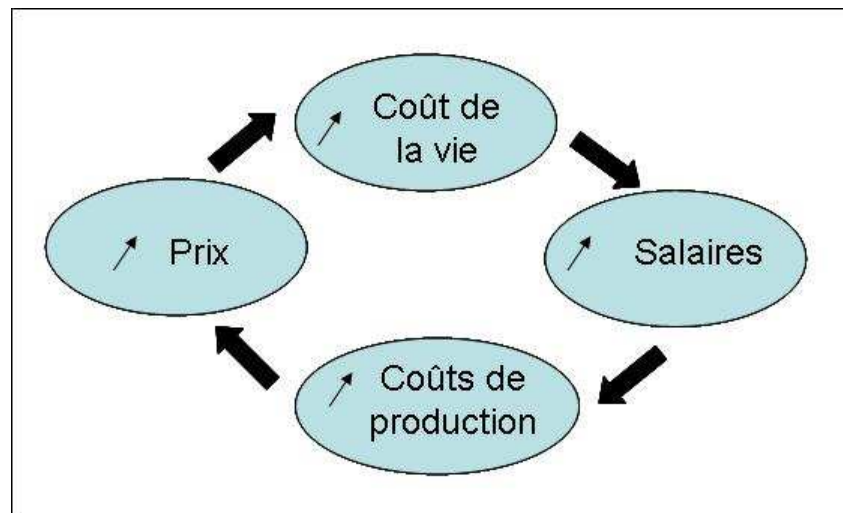 Coût de
la vie
Prix
Salaires
Coûts de
production